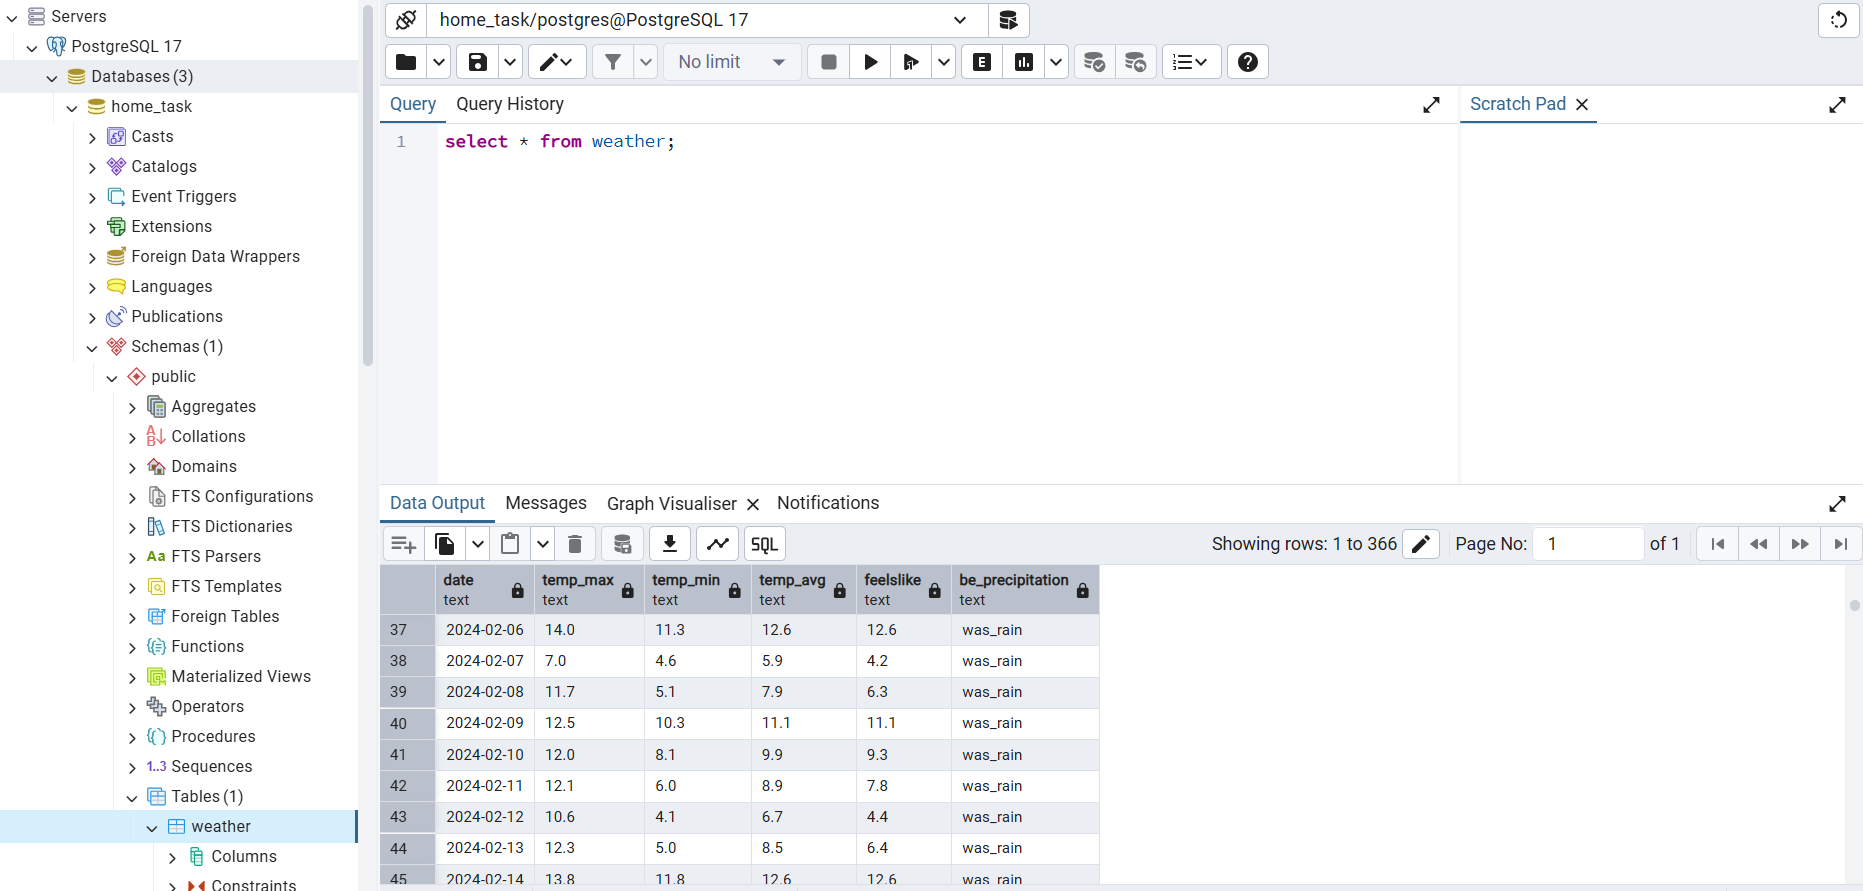 Servers
PostgreSQL 17
Databases (3)
home_task
Casts
Catalogs
Event Triggers
Extensions
Foreign Data Wrappers
Languages
Publications
Schemas (1)
public
Aggregates
Collations
Domains
FTS Configurations
FTS Dictionaries
Aa FTS Parsers
FTS Templates
Foreign Tables
Functions
Materialized Views
Operators
Procedures
1..3 Sequences
Tables (1)
weather
Columns
Constraints
home_task/postgres@PostgreSQL 17
No limit
E
Query Query History
Scratch Pad
1 select * from weather;
Data Output Messages Graph Visualiser Notifications
SQL
Showing rows: 1 to 366 Page No: 1 of 1
date temp_max temp_min temp_avg feelslike be_precipitation
text text text text text text
37 2024-02-06 14.0 11.3 12.6 12.6 was_rain
38 2024-02-07 7.0 4.6 5.9 4.2 was_rain
39 2024-02-08 11.7 5.1 7.9 6.3 was_rain
40 2024-02-09 12.5 10.3 11.1 11.1 was_rain
41 2024-02-10 12.0 8.1 9.9 9.3 was_rain
42 2024-02-11 12.1 6.0 8.9 7.8 was_rain
43 2024-02-12 10.6 4.1 6.7 4.4 was_rain
44 2024-02-13 12.3 5.0 8.5 6.4 was_rain
45 2024-02-14 13.8 11.8 12.6 12.6 was_rain